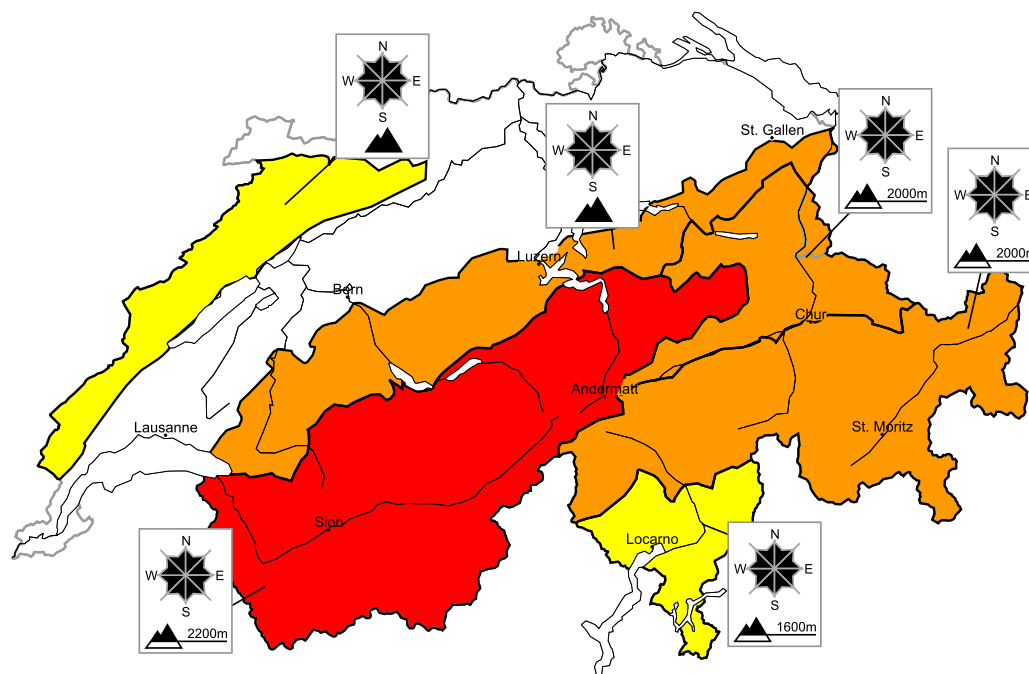 N
W E
S
N
W E
S
St. Gallen
N
W E
S
2000m
N
W E
S
2000m
Luzern
Bern
Chur
Andermatt
Lausanne
St. Moritz
Sion
Locarno
N
W E
S
2200m
N
W E
S
1600m